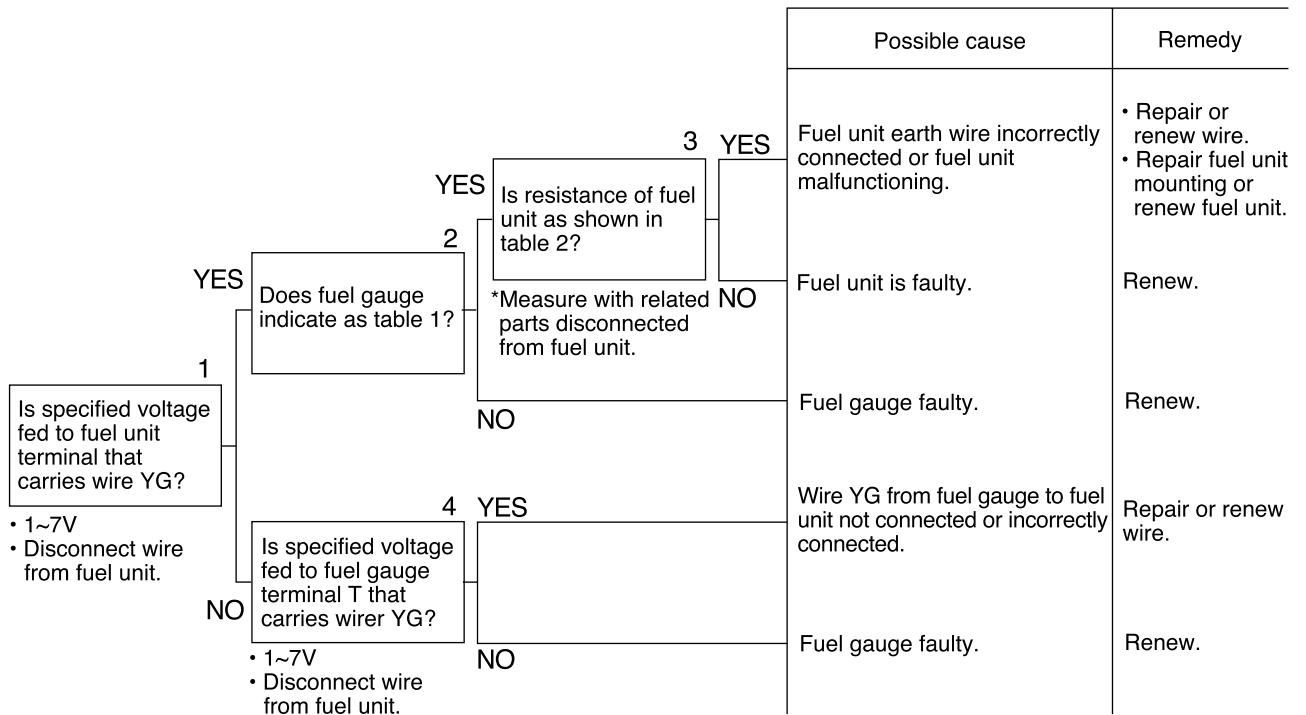 Possible cause
Remedy
3
YES
Fuel unit earth wire incorrectly
connected or fuel unit
malfunctioning.
• Repair or
renew wire.
• Repair fuel unit
mounting or
renew fuel unit.
YES
Is resistance of fuel
unit as shown in
table 2?
*Measure with related
parts disconnected
from fuel unit.
NO
Fuel unit is faulty.
Renew.
2
YES
Does fuel gauge
indicate as table 1?
NO
Fuel gauge faulty.
Renew.
1
Is specified voltage
fed to fuel unit
terminal that
carries wire YG?
• 1~7V
• Disconnect wire
from fuel unit.
4
YES
Wire YG from fuel gauge to fuel
unit not connected or incorrectly
connected.
Repair or renew
wire.
NO
Is specified voltage
fed to fuel gauge
terminal T that
carries wirer YG?
• 1~7V
• Disconnect wire
from fuel unit.
NO
Fuel gauge faulty.
Renew.